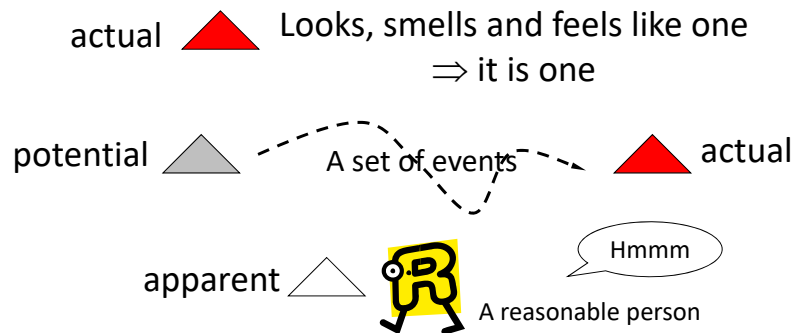 actual Looks, smells and feels like one
⇒ it is one
potential A set of events actual
Hmmm
apparent R
A reasonable person